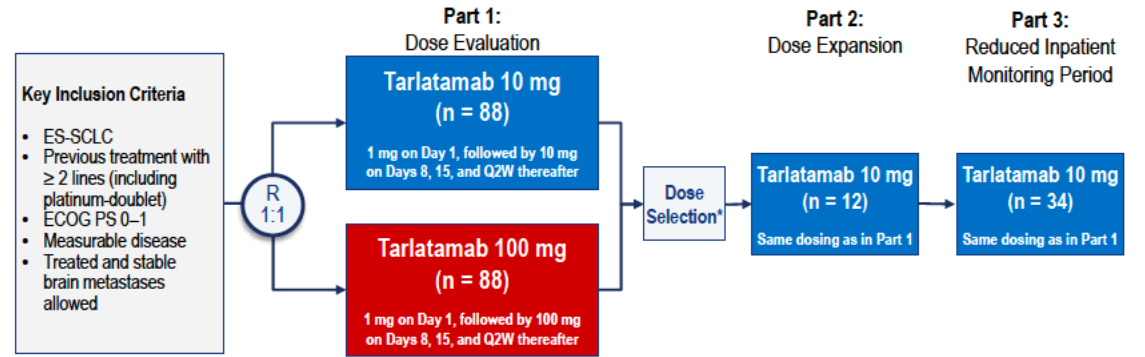 Part 1:
Dose Evaluation
Part 2:
Dose Expansion
Part 3:
Reduced Inpatient
Monitoring Period
Key Inclusion Criteria
• ES-SCLC
• Previous treatment with
≥ 2 lines (including
platinum-doublet)
• ECOG PS 0–1
• Measurable disease
• Treated and stable
brain metastases
allowed
R
1:1
Tarlatamab 10 mg
(n = 88)
1 mg on Day 1, followed by 10 mg
on Days 8, 15, and Q2W thereafter
Tarlatamab 100 mg
(n = 88)
1 mg on Day 1, followed by 100 mg
on Days 8, 15, and Q2W thereafter
Dose
Selection*
Tarlatamab 10 mg
(n = 12)
Same dosing as in Part 1
Tarlatamab 10 mg
(n = 34)
Same dosing as in Part 1